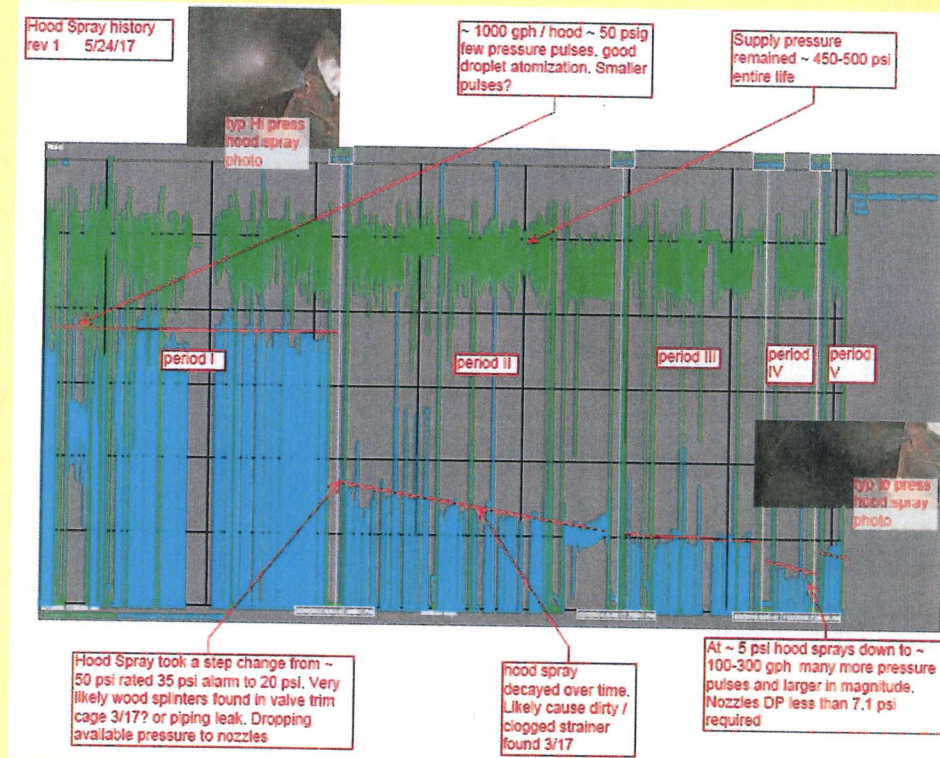 Hood Spray history
rev 1 5/24/17
~ 1000 gph / hood ~ 50 psig
few pressure pulses. good
droplet atomization. Smaller
pulses?
Supply pressure
remained ~ 450-500 psi
entire life
typ Hi press
hood spray
photo
period I
period II
period III
period
IV
period
V
typ lo press
hood spray
photo
Hood Spray took a step change from ~
50 psi rated 35 psi alarm to 20 psi. Very
likely wood splinters found in valve trim
cage 3/17? or piping leak. Dropping
available pressure to nozzles
hood spray
decayed over time.
Likely cause dirty /
clogged strainer
found 3/17
At ~ 5 psi hood sprays down to ~
100-300 gph many more pressure
pulses and larger in magnitude.
Nozzles DP less than 7.1 psi
required